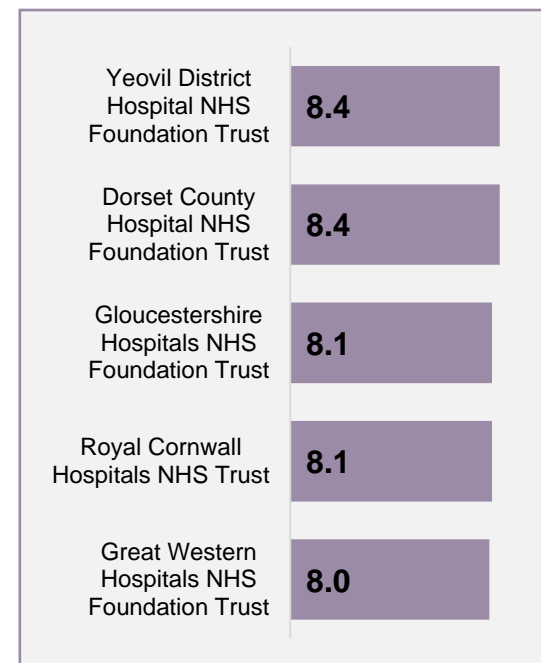 Yeovil District
Hospital NHS
Foundation Trust
8.4
Dorset County
Hospital NHS
Foundation Trust
8.4
Gloucestershire
Hospitals NHS
Foundation Trust
8.1
Royal Cornwall
Hospitals NHS Trust
8.1
Great Western
Hospitals NHS
Foundation Trust
8.0